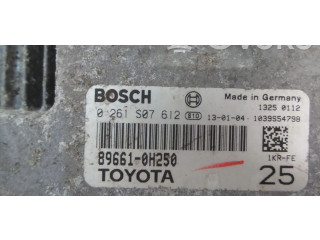 BOSCH Made in Germany
1325 0112
0 261 S07 612 810 13-01-04- 1039S54798
89661-0H250
1KR-FE
TOYOTA 25